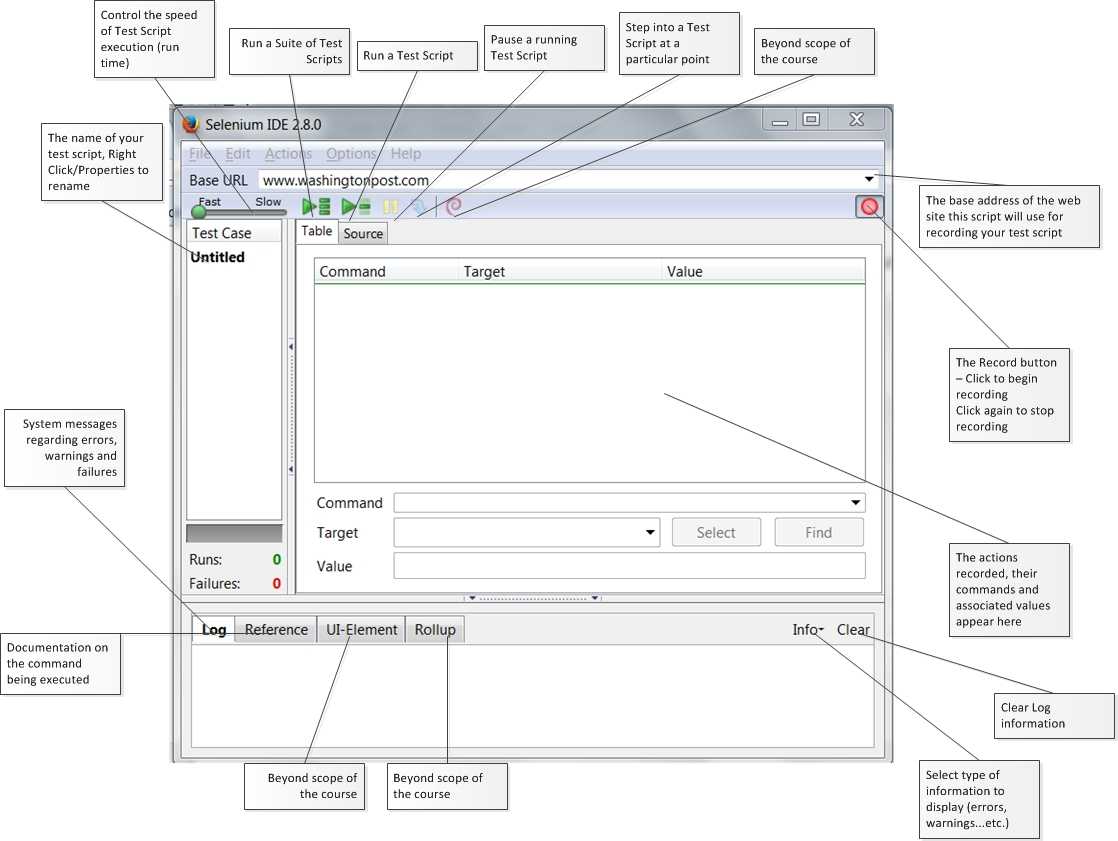 Control the speed
of Test Script
execution (run
time)
Run a Suite of Test
Scripts
Run a Test Script
Pause a running
Test Script
Step into a Test
Script at a
particular point
Beyond scope of
the course
The name of your
test script, Right
Click/Properties to
rename
Selenium IDE 2.8.0
File Edit Actions Options Help
Base URL www.washingtonpost.com
Fast Slow
The base address of the web
site this script will use for
recording your test script
Test Case
Untitled
Table Source
Command Target Value
The Record button
– Click to begin
recording
Click again to stop
recording
System messages
regarding errors,
warnings and
failures
Command
Target Select Find
Value
Runs: 0
Failures: 0
The actions
recorded, their
commands and
associated values
appear here
Log Reference UI-Element Rollup Info Clear
Documentation on
the command
being executed
Clear Log
information
Beyond scope of
the course
Beyond scope of
the course
Select type of
information to
display (errors,
warnings...etc.)